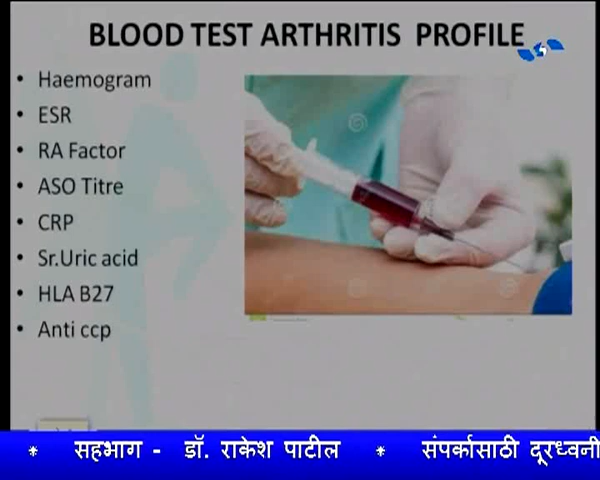 BLOOD TEST ARTHRITIS PROFILE
• Haemogram
• ESR
• RA Factor
• ASO Titre
• CRP
• Sr.Uric acid
• HLA B27
• Anti ccp
* सहभाग - डॉ. राकेश पाटील * संपर्कासाठी दूरध्वनी